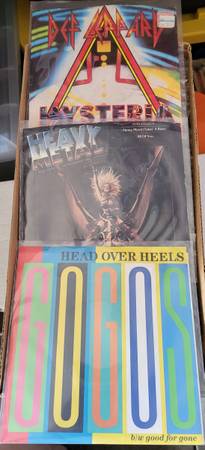 DEF LEPPARD
HYSTERIA
HEAVY
METAL
HEAD OVER HEELS
GOGOS
b/w good for gone